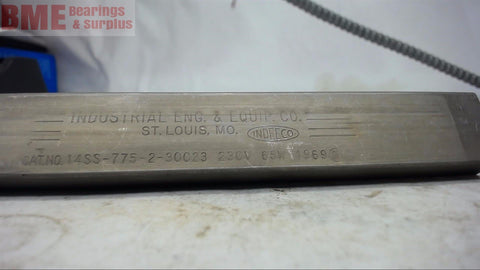 BME Bearings
& Surplus
INDUSTRIAL ENG. & EQUIP. CO.
ST. LOUIS, MO. INDEECO
CAT.NO. 14SS-775-2-30023 230V